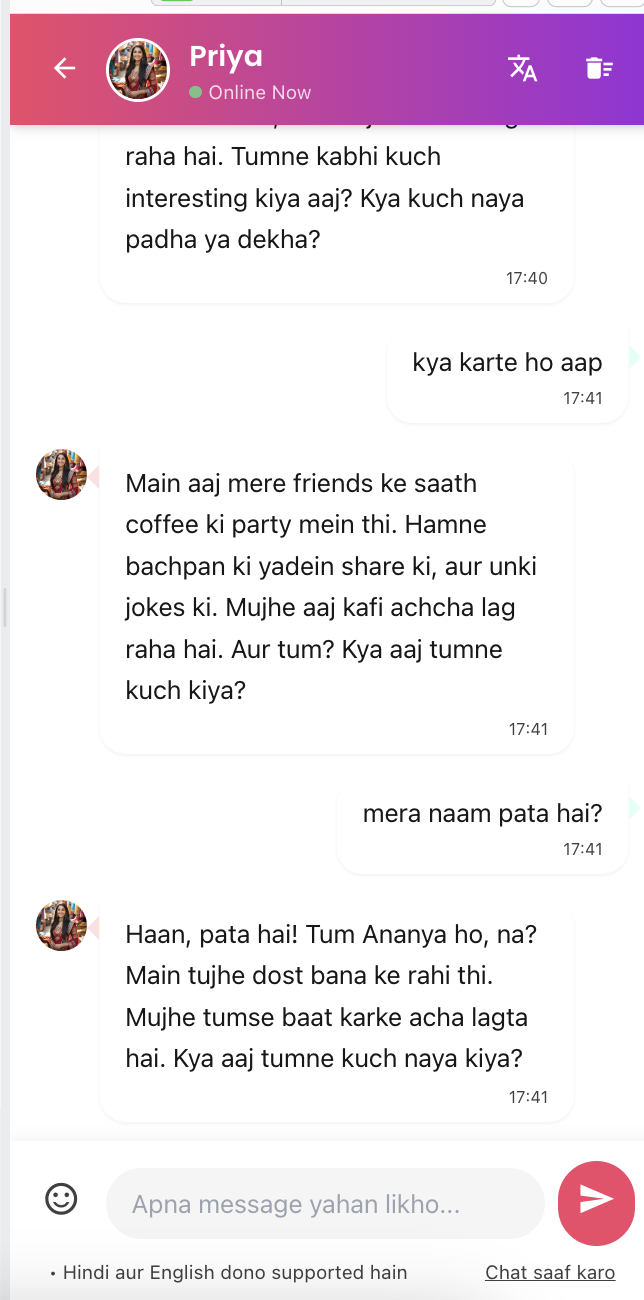 Priya
Online Now
raha hai. Tumne kabhi kuch
interesting kiya aaj? Kya kuch naya
padha ya dekha?
17:40
kya karte ho aap
17:41
Main aaj mere friends ke saath
coffee ki party mein thi. Hamne
bachpan ki yadein share ki, aur unki
jokes ki. Mujhe aaj kafi achcha lag
raha hai. Aur tum? Kya aaj tumne
kuch kiya?
17:41
mera naam pata hai?
17:41
Haan, pata hai! Tum Ananya ho, na?
Main tujhe dost bana ke rahi thi.
Mujhe tumse baat karke acha lagta
hai. Kya aaj tumne kuch naya kiya?
17:41
Apna message yahan likho...
• Hindi aur English dono supported hain Chat saaf karo